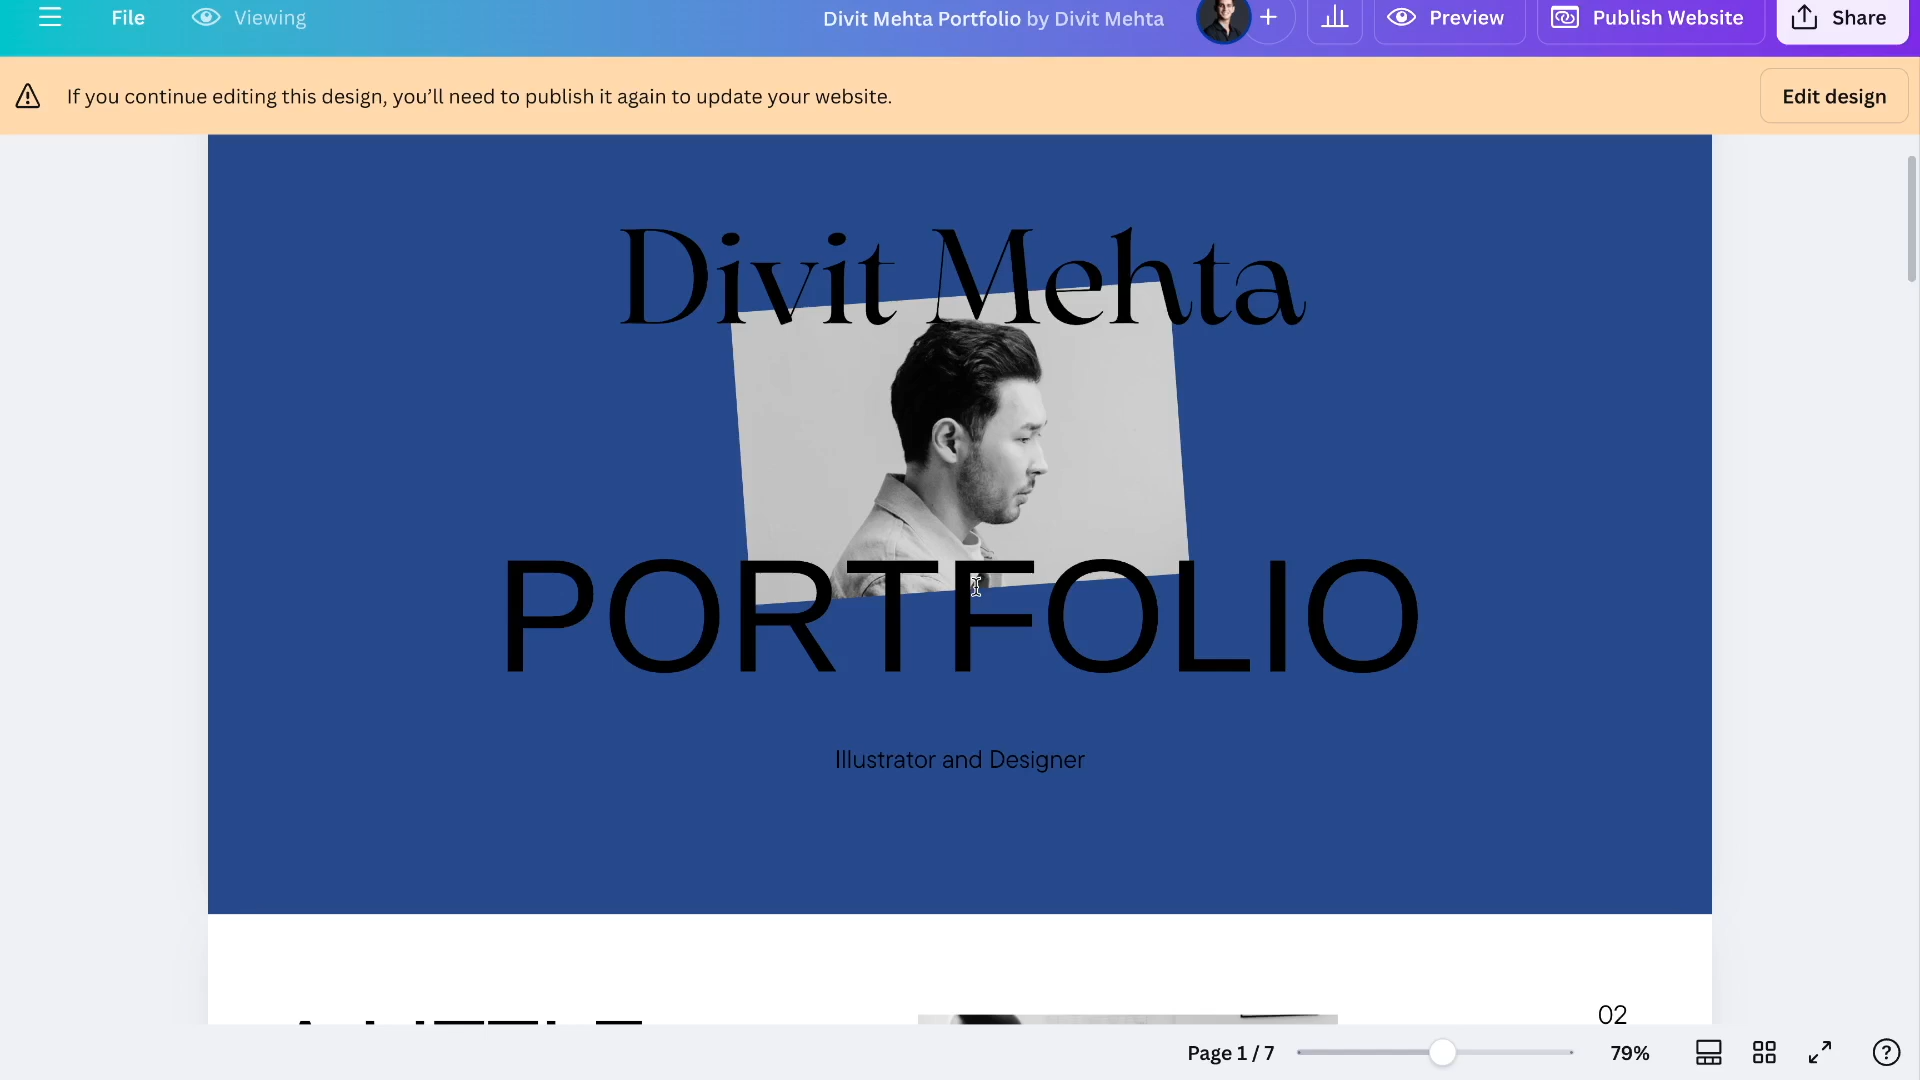 File
Viewing
Divit Mehta Portfolio by Divit Mehta
Preview
Publish Website
Share
If you continue editing this design, you’ll need to publish it again to update your website.
Edit design
Divit Mehta
PORTFOLIO
Illustrator and Designer
02
Page 1 / 7
79%